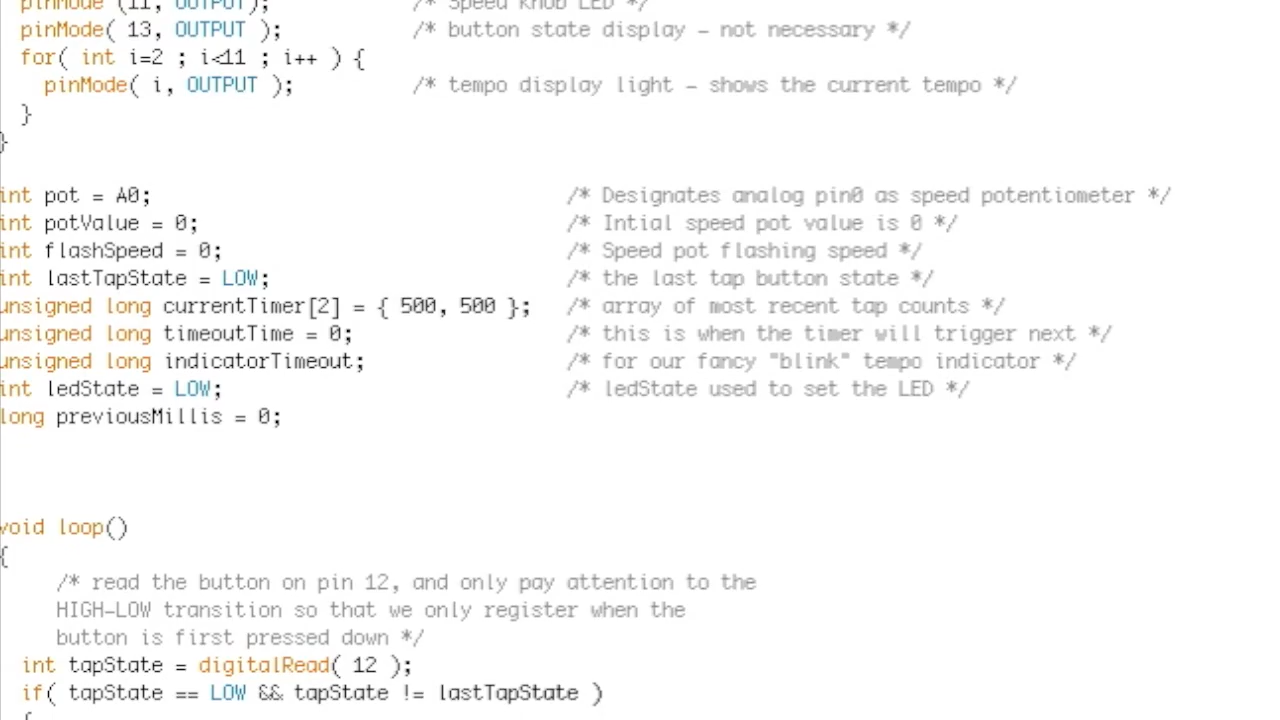 pinMode (11, OUTPUT); /* Speed Knob LED */
pinMode( 13, OUTPUT ); /* button state display - not necessary */
for( int i=2 ; i<11 ; i++ ) {
pinMode( i, OUTPUT ); /* tempo display light - shows the current tempo */
}
}
int pot = A0; /* Designates analog pin0 as speed potentiometer */
int potValue = 0; /* Intial speed pot value is 0 */
int flashSpeed = 0; /* Speed pot flashing speed */
int lastTapState = LOW; /* the last tap button state */
unsigned long currentTimer[2] = { 500, 500 }; /* array of most recent tap counts */
unsigned long timeoutTime = 0; /* this is when the timer will trigger next */
unsigned long indicatorTimeout; /* for our fancy "blink" tempo indicator */
int ledState = LOW; /* ledState used to set the LED */
long previousMillis = 0;
void loop()
{
/* read the button on pin 12, and only pay attention to the
HIGH-LOW transition so that we only register when the
button is first pressed down */
int tapState = digitalRead( 12 );
if( tapState == LOW && tapState != lastTapState )
{